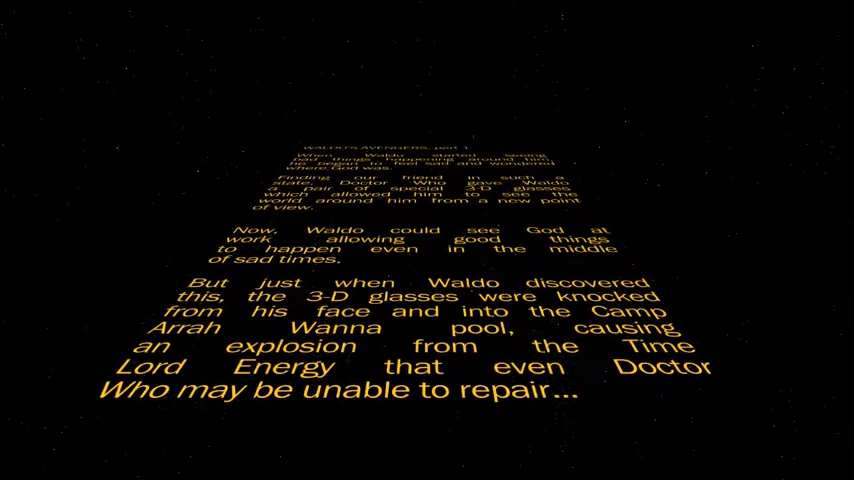 WALDO'S AVENGERS, part 1
When Waldo started seeing
bad things happening around him
he began to feel sad and wondered
where God was.
Finding our friend in such a
state, Doctor Who gave Waldo
a pair of special 3-D glasses
which allowed him to see the
world around him from a new point
of view.
Now, Waldo could see God at
work allowing good things
to happen even in the middle
of sad times.
But just when Waldo discovered
this, the 3-D glasses were knocked
from his face and into the Camp
Arrah Wanna pool, causing
an explosion from the Time
Lord Energy that even Doctor
Who may be unable to repair...